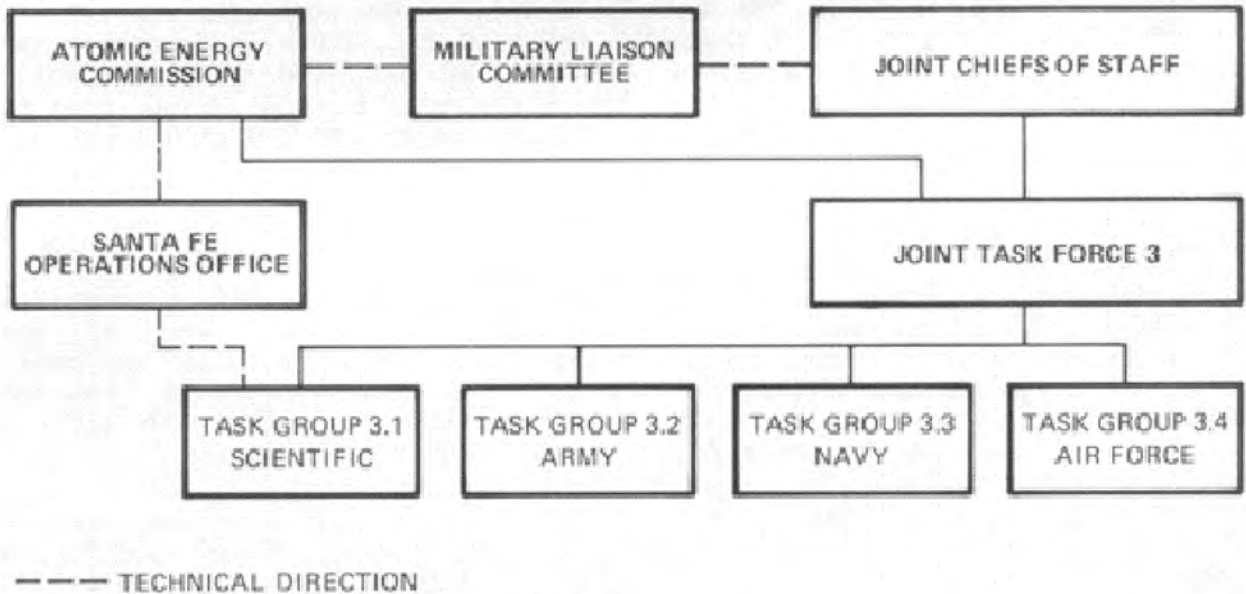 ATOMIC ENERGY
COMMISSION
MILITARY LIAISON
COMMITTEE
JOINT CHIEFS OF STAFF
SANTA FE
OPERATIONS OFFICE
JOINT TASK FORCE 3
TASK GROUP 3.1
SCIENTIFIC
TASK GROUP 3.2
ARMY
TASK GROUP 3.3
NAVY
TASK GROUP 3.4
AIR FORCE
TECHNICAL DIRECTION